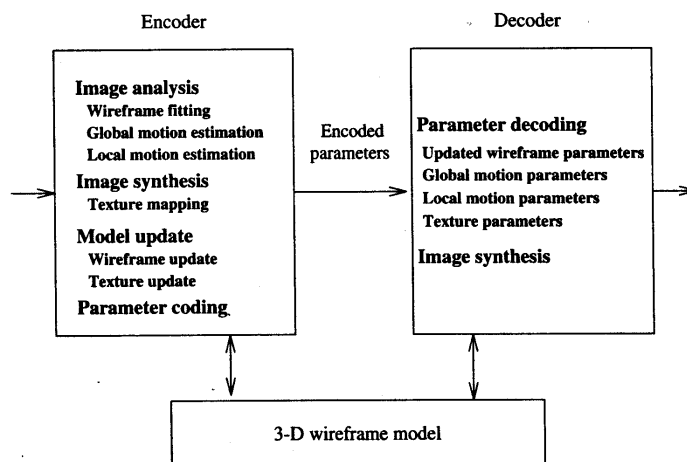 Encoder
Decoder
Image analysis
Wireframe fitting
Global motion estimation
Local motion estimation
Image synthesis
Texture mapping
Model update
Wireframe update
Texture update
Parameter coding
Encoded
parameters
Parameter decoding
Updated wireframe parameters
Global motion parameters
Local motion parameters
Texture parameters
Image synthesis
3-D wireframe model